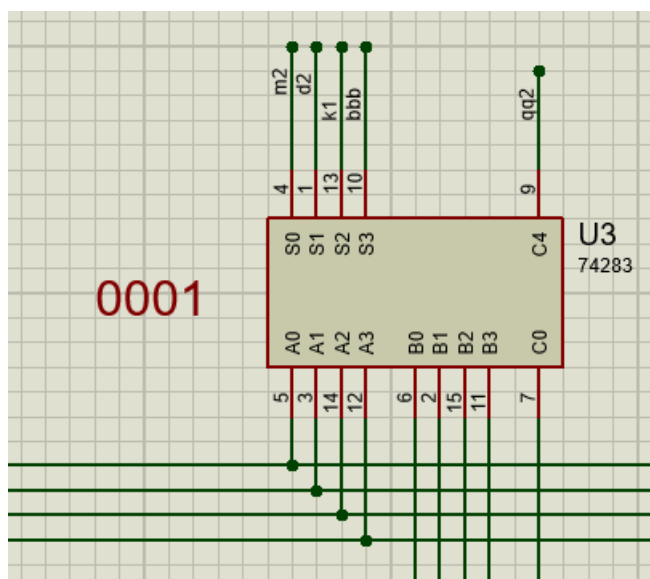 m2 d2 k1 bbb qq2
4 1 13 10 9
S0 S1 S2 S3 C4
U3
74283
0001
A0 A1 A2 A3 B0 B1 B2 B3 C0
5 3 14 12 6 2 15 11 7